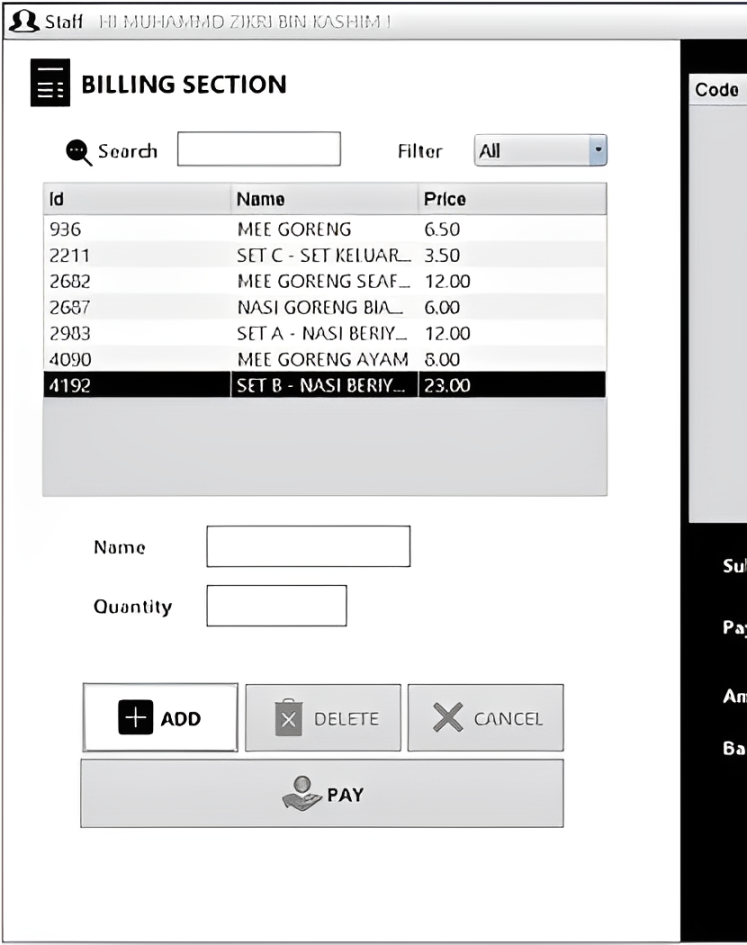 Staff HI MUHAMMD ZIKRI BIN KASHIM !
BILLING SECTION
Search Filter All
Id Name Price
936 MEE GORENG 6.50
2211 SET C - SET KELUAR... 3.50
2682 MEE GORENG SEAF... 12.00
2687 NASI GORENG BIA... 6.00
2983 SET A - NASI BERIY... 12.00
4090 MEE GORENG AYAM 8.00
4192 SET B - NASI BERIY... 23.00
Name
Quantity
ADD DELETE CANCEL
PAY
Code
Su
Pay
Am
Ba